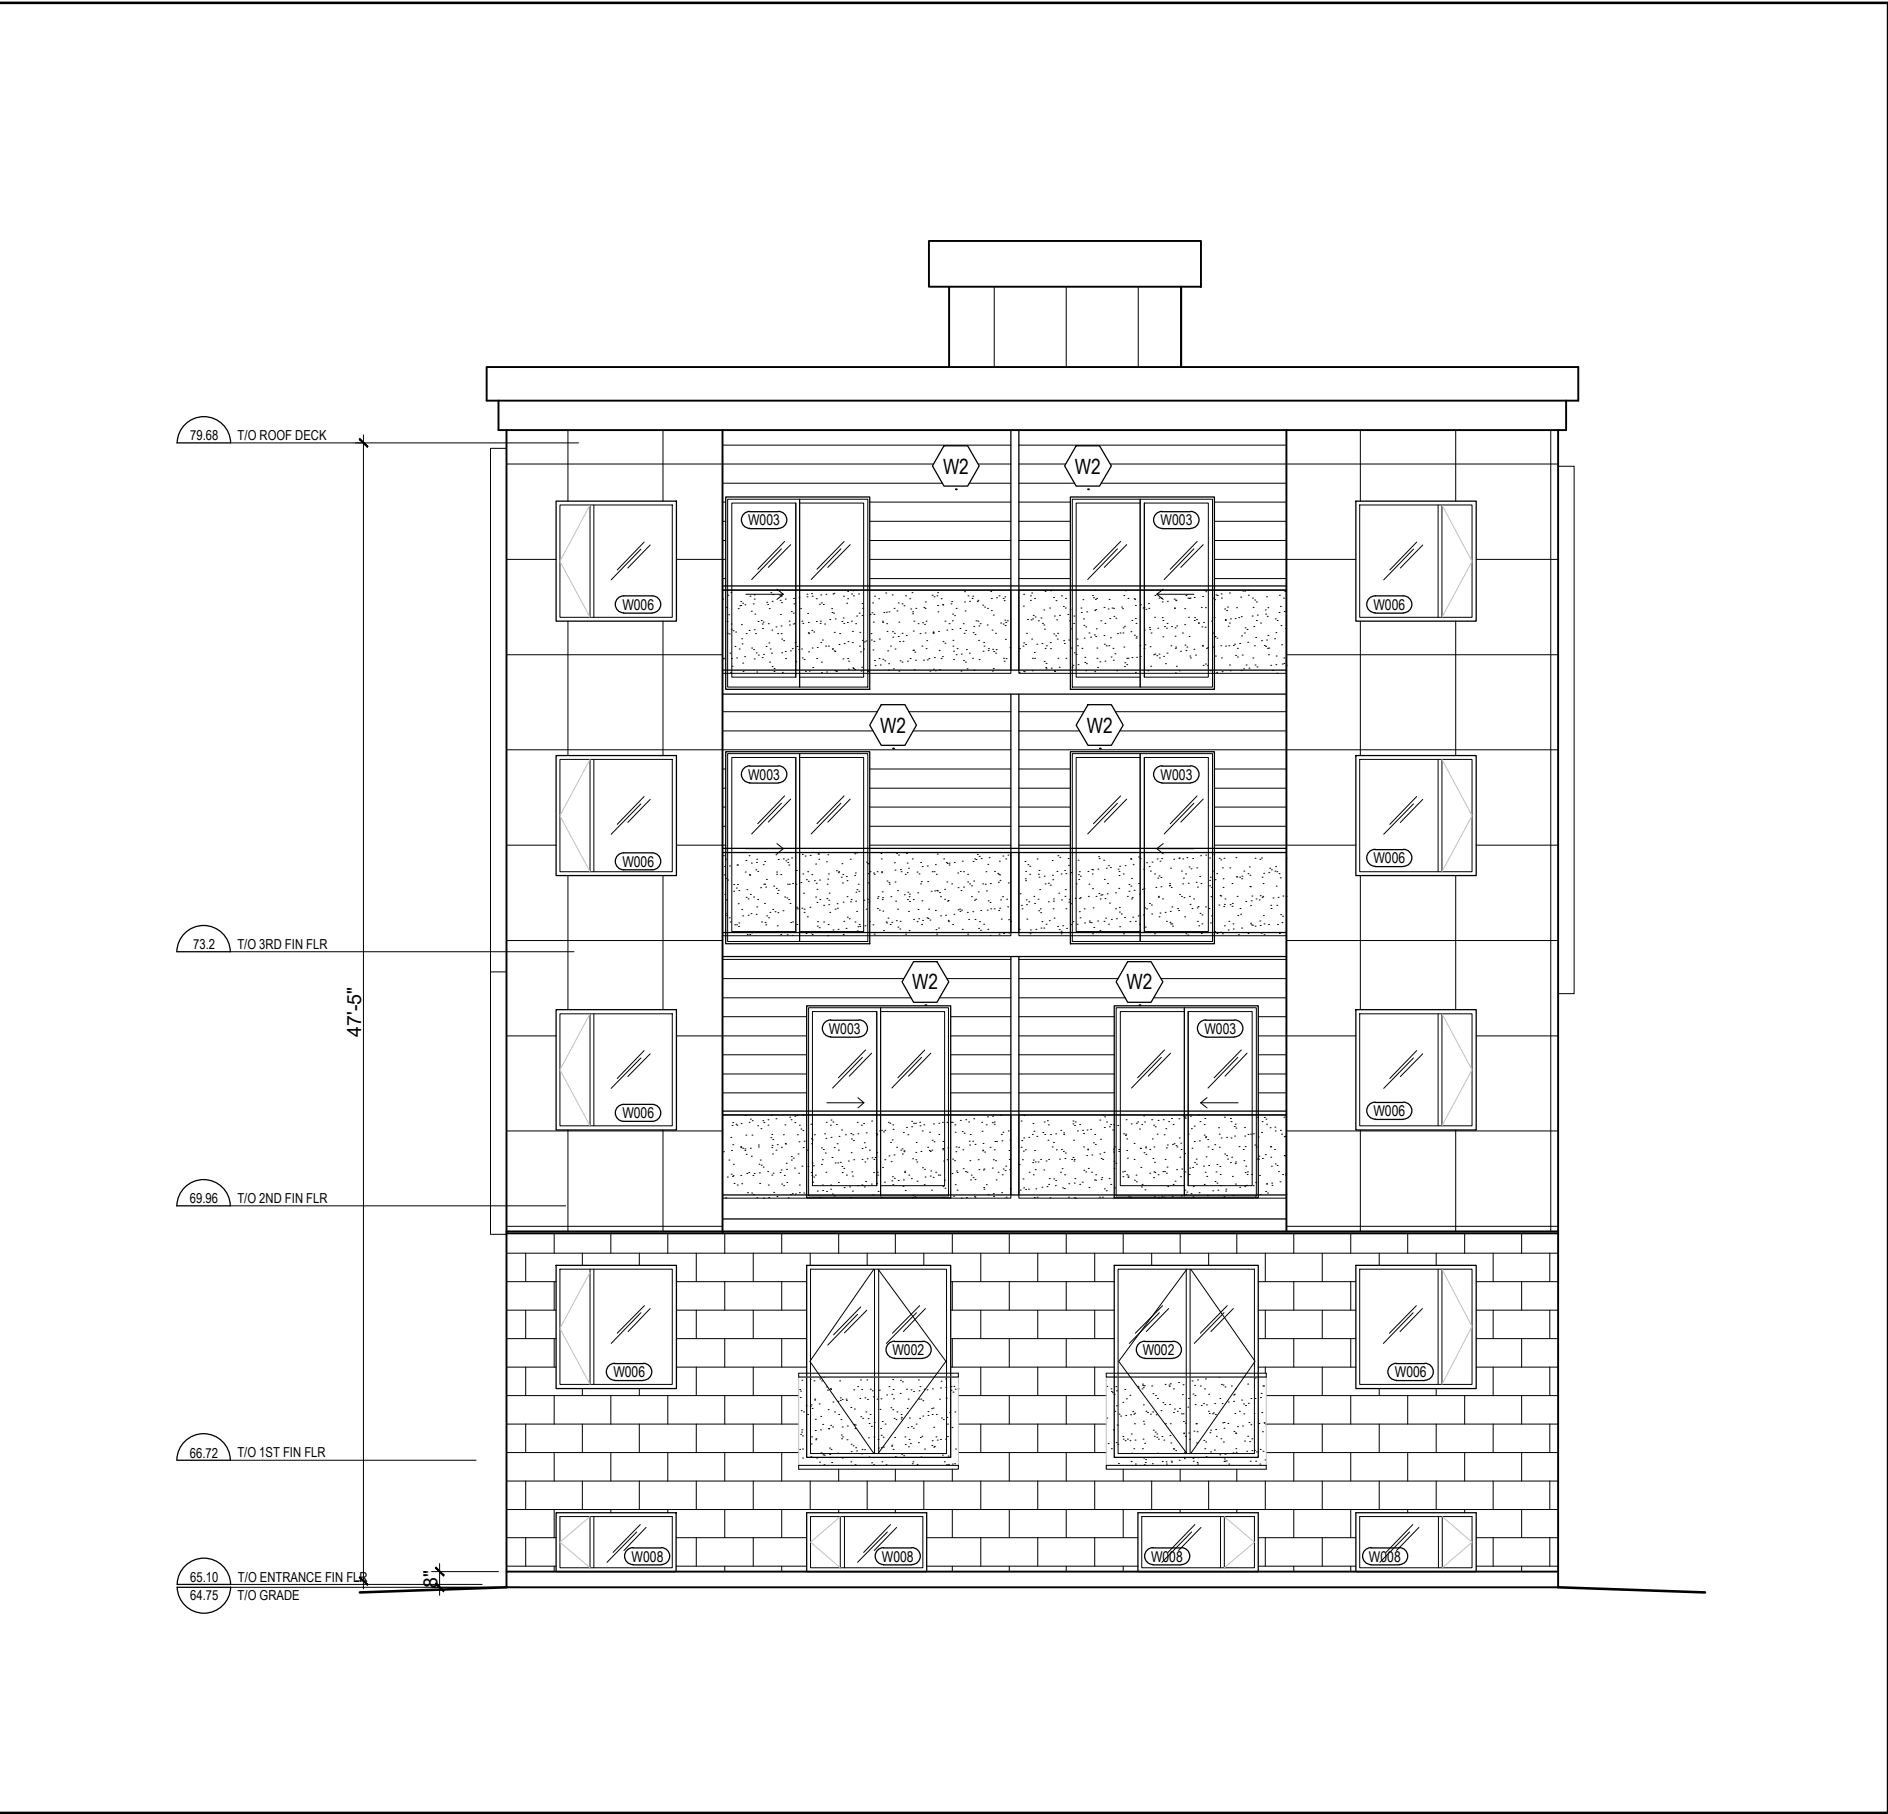 79.68 T/O ROOF DECK
W2 W2
W003 W003
W006 W006
W2 W2
W003 W003
W006 W006
73.2 T/O 3RD FIN FLR
W2 W2
47'-5"
W003 W003
W006 W006
69.96 T/O 2ND FIN FLR
W002 W002
W006 W006
66.72 T/O 1ST FIN FLR
W008 W008 W008 W008
65.10 T/O ENTRANCE FIN FLR
8"
64.75 T/O GRADE